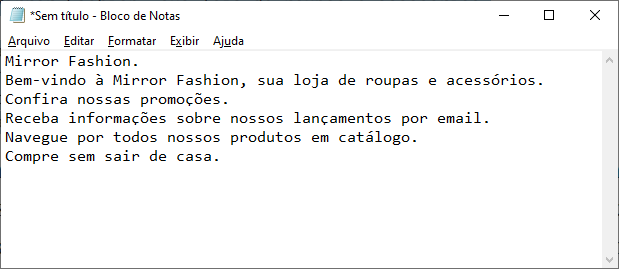 *Sem título - Bloco de Notas
Arquivo Editar Formatar Exibir Ajuda
Mirror Fashion.
Bem-vindo à Mirror Fashion, sua loja de roupas e acessórios.
Confira nossas promoções.
Receba informações sobre nossos lançamentos por email.
Navegue por todos nossos produtos em catálogo.
Compre sem sair de casa.